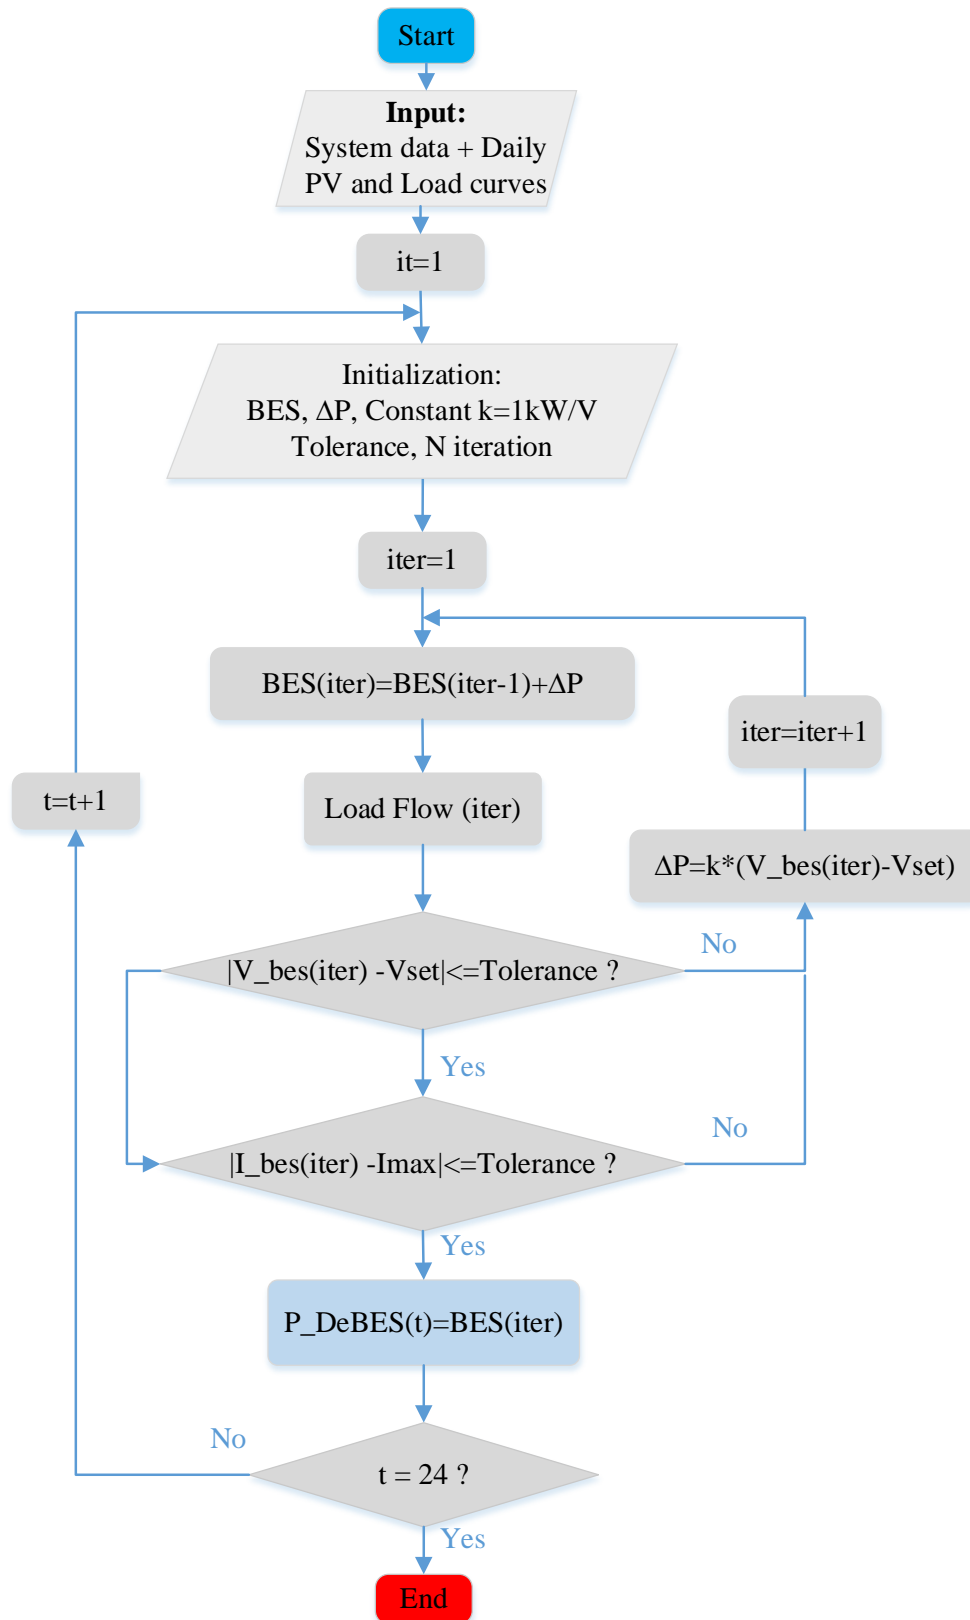 Start
Input:
System data + Daily
PV and Load curves
it=1
Initialization:
BES, ΔP, Constant k=1kW/V
Tolerance, N iteration
iter=1
BES(iter)=BES(iter-1)+ΔP
iter=iter+1
t=t+1
Load Flow (iter)
ΔP=k*(V_bes(iter)-Vset)
No
|V_bes(iter) -Vset|<=Tolerance ?
Yes
No
|I_bes(iter) -Imax|<=Tolerance ?
Yes
P_DeBES(t)=BES(iter)
No
t = 24 ?
Yes
End